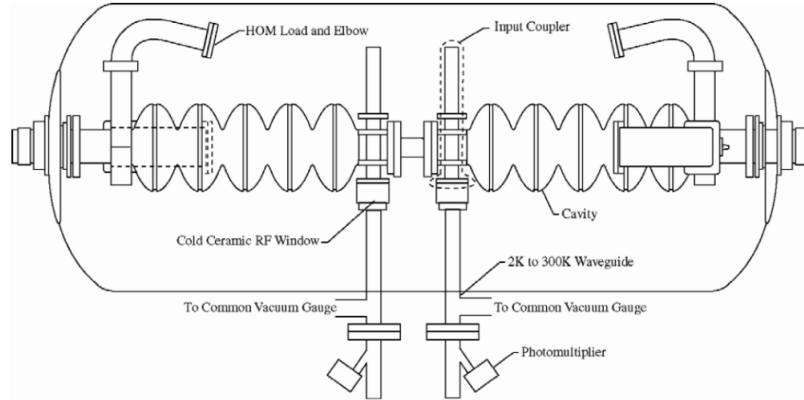 HOM Load and Elbow
Input Coupler
Cavity
Cold Ceramic RF Window
2K to 300K Waveguide
To Common Vacuum Gauge
To Common Vacuum Gauge
Photomultiplier